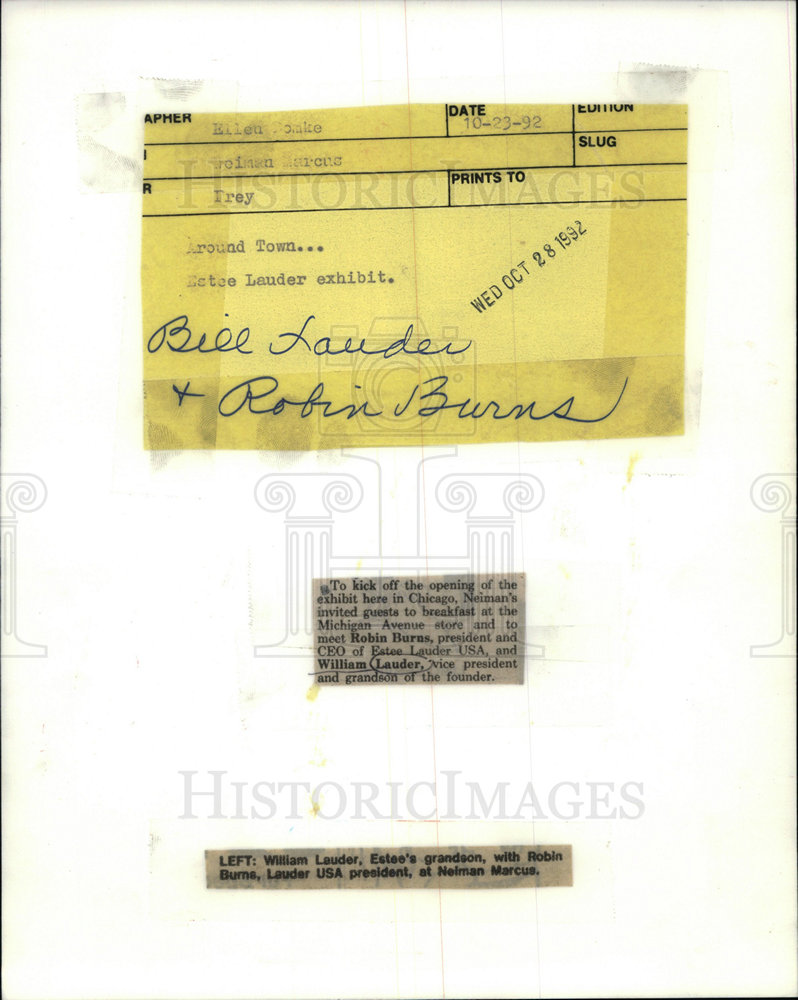 APHER
Ellen
DATE
10-23-92
EDITION
Neiman Marcus
SLUG
R
Trey
PRINTS TO
Around Town...
Estee Lauder exhibit.
WED OCT 28 1992
Bill Lauder
+ Robin Burns
To kick off the opening of the
exhibit here in Chicago, Neiman's
invited guests to breakfast at the
Michigan Avenue store and to
meet Robin Burns, president and
CEO of Estee Lauder USA, and
William Lauder, vice president
and grandson of the founder.
HISTORIC IMAGES
HISTORIC IMAGES
LEFT: William Lauder, Estee's grandson, with Robin
Burns, Lauder USA president, at Neiman Marcus.